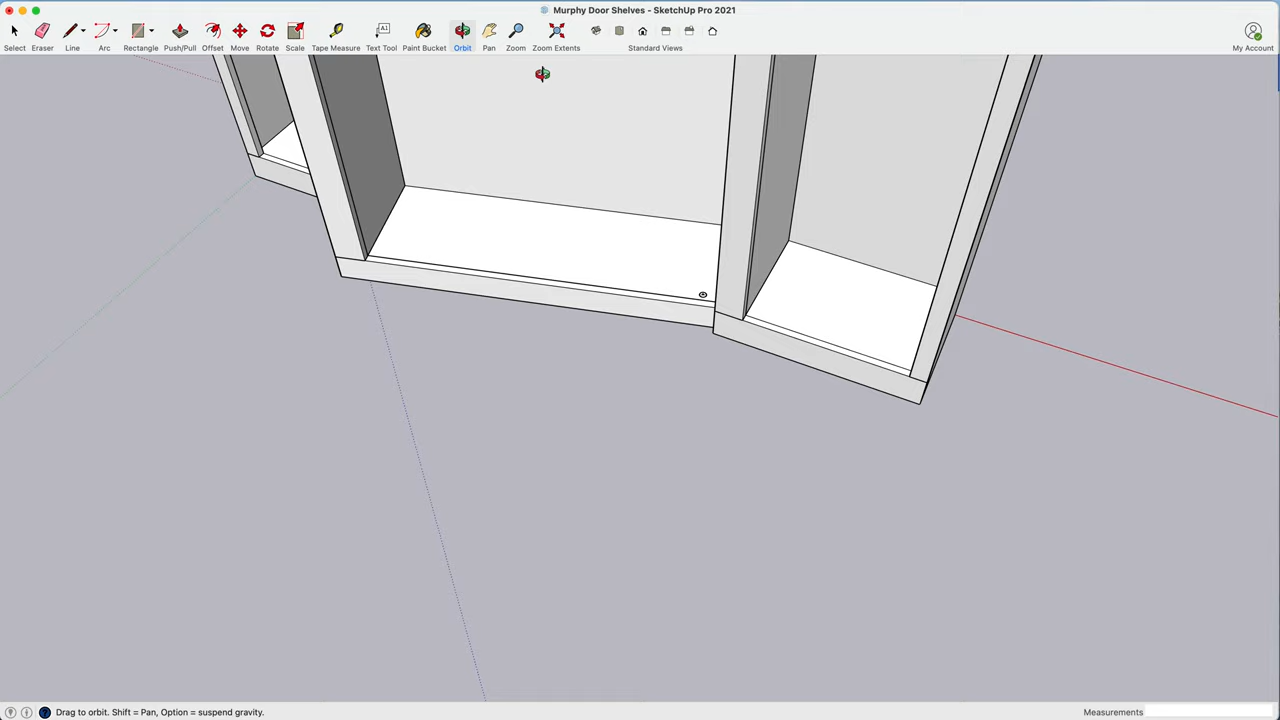 Murphy Door Shelves - SketchUp Pro 2021
Select Eraser Line Arc Rectangle Push/Pull Offset Move Rotate Scale Tape Measure Text Tool Paint Bucket Orbit Pan Zoom Zoom Extents Standard Views My Account
Drag to orbit. Shift = Pan, Option = suspend gravity. Measurements